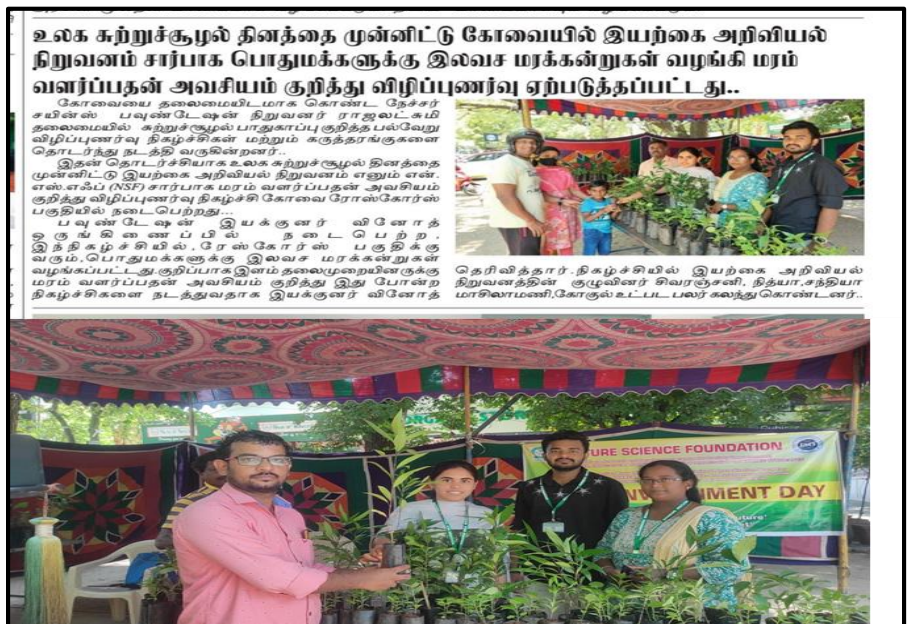 உலக சுற்றுச்சூழல் தினத்தை முன்னிட்டு கோவையில் இயற்கை அறிவியல்
நிறுவனம் சார்பாக பொதுமக்களுக்கு இலவச மரக்கன்றுகள் வழங்கி மரம்
வளர்ப்பதன் அவசியம் குறித்து விழிப்புணர்வு ஏற்படுத்தப்பட்டது..
கோவையை தலைமையிடமாக கொண்ட நேச்சர்
சயின்ஸ் பவுண்டேஷன் நிறுவனர் ராஜலட்சுமி
தலைமையில் சுற்றுச்சூழல் பாதுகாப்பு குறித்த பல்வேறு
விழிப்புணர்வு நிகழ்ச்சிகள் மற்றும் கருத்தரங்குகளை
தொடர்ந்து நடத்தி வருகின்றனர்..
இதன் தொடர்ச்சியாக உலக சுற்றுச்சூழல் தினத்தை
முன்னிட்டு இயற்கை அறிவியல் நிறுவனம் எனும் என்.
எஸ்.எஃப் (NSF) சார்பாக மரம் வளர்ப்பதன் அவசியம்
குறித்து விழிப்புணர்வு நிகழ்ச்சி கோவை ரோஸ்கோர்ஸ்
பகுதியில் நடைபெற்றது...
பவுண்டேஷன் இயக்குனர் வினோத்
ஒருங்கிணைப்பில் நடைபெற்ற,
இந்நிகழ்ச்சியில்,ரேஸ்கோர்ஸ் பகுதிக்கு
வரும்,பொதுமக்களுக்கு இலவச மரக்கன்றுகள்
வழங்கப்பட்டது.குறிப்பாக இளம் தலைமுறையினருக்கு
மரம் வளர்ப்பதன் அவசியம் குறித்து இது போன்ற
நிகழ்ச்சிகளை நடத்துவதாக இயக்குனர் வினோத்
தெரிவித்தார்.நிகழ்ச்சியில் இயற்கை அறிவியல்
நிறுவனத்தின் குழுவினர் சிவரஞ்சனி, நித்யா,சந்தியா
மாசிலாமணி,கோகுல் உட்பட பலர் கலந்து கொண்டனர்..
TURE SCIENCE FOUNDATION
NMENT DAY